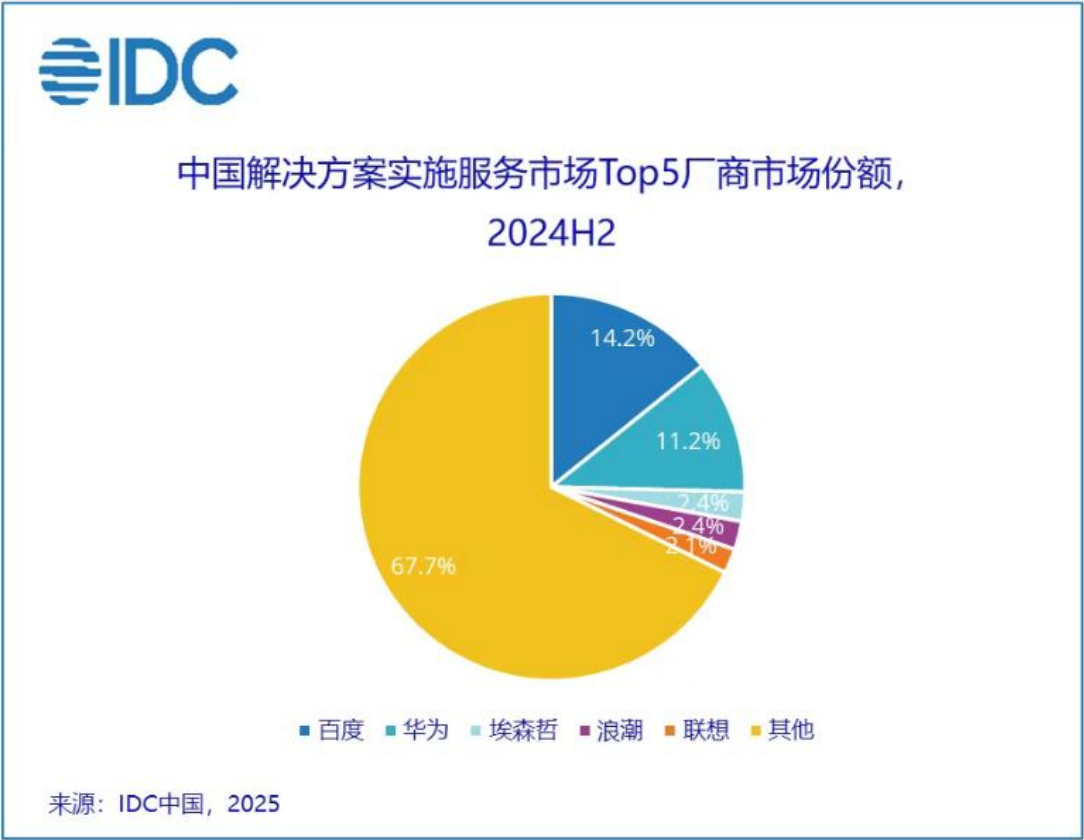 IDC
中国解决方案实施服务市场Top5厂商市场份额,
2024H2
14.2%
11.2%
2.4%
2.4%
2.1%
67.7%
百度 华为 埃森哲 浪潮 联想 其他
来源：IDC中国，2025